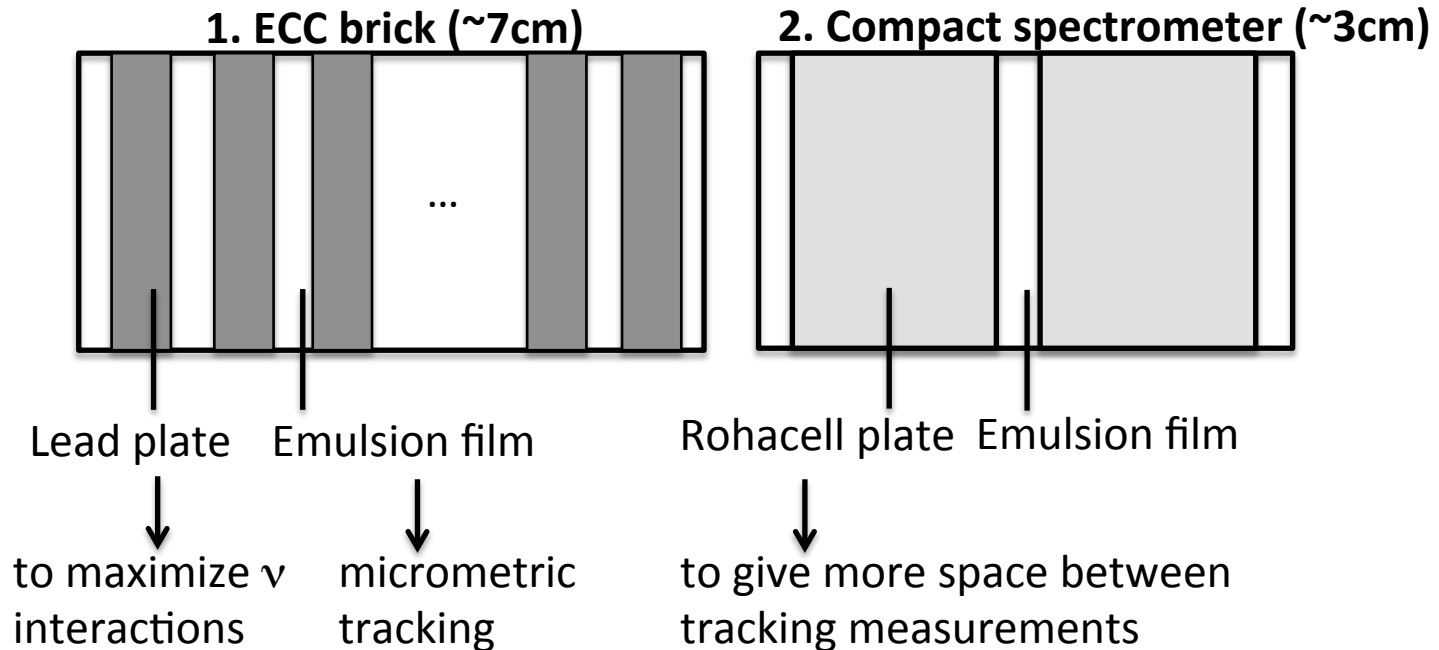 1. ECC brick (~7cm)
2. Compact spectrometer (~3cm)
...
Lead plate
Emulsion film
Rohacell plate
Emulsion film
to maximize ν
interactions
micrometric
tracking
to give more space between
tracking measurements